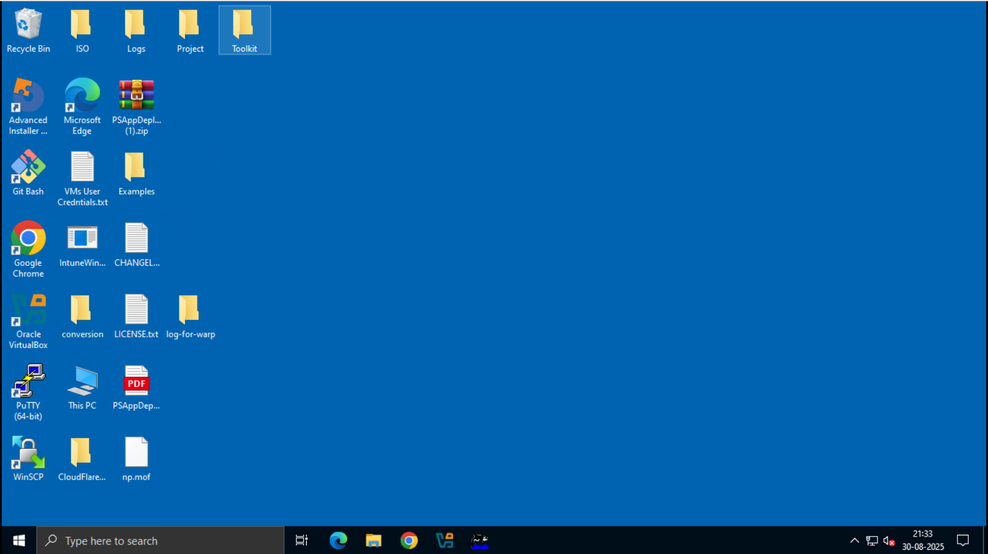 Recycle Bin
ISO
Logs
Project
Toolkit
Advanced
Installer ...
Microsoft
Edge
PSAppDepl...
(1).zip
Git Bash
VMs User
Credntials.txt
Examples
Google
Chrome
IntuneWin...
CHANGEL...
Oracle
VirtualBox
conversion
LICENSE.txt
log-for-warp
PuTTY
(64-bit)
This PC
PDF
PSAppDep...
WinSCP
CloudFlare...
np.mof
Type here to search
21:33
30-08-2025